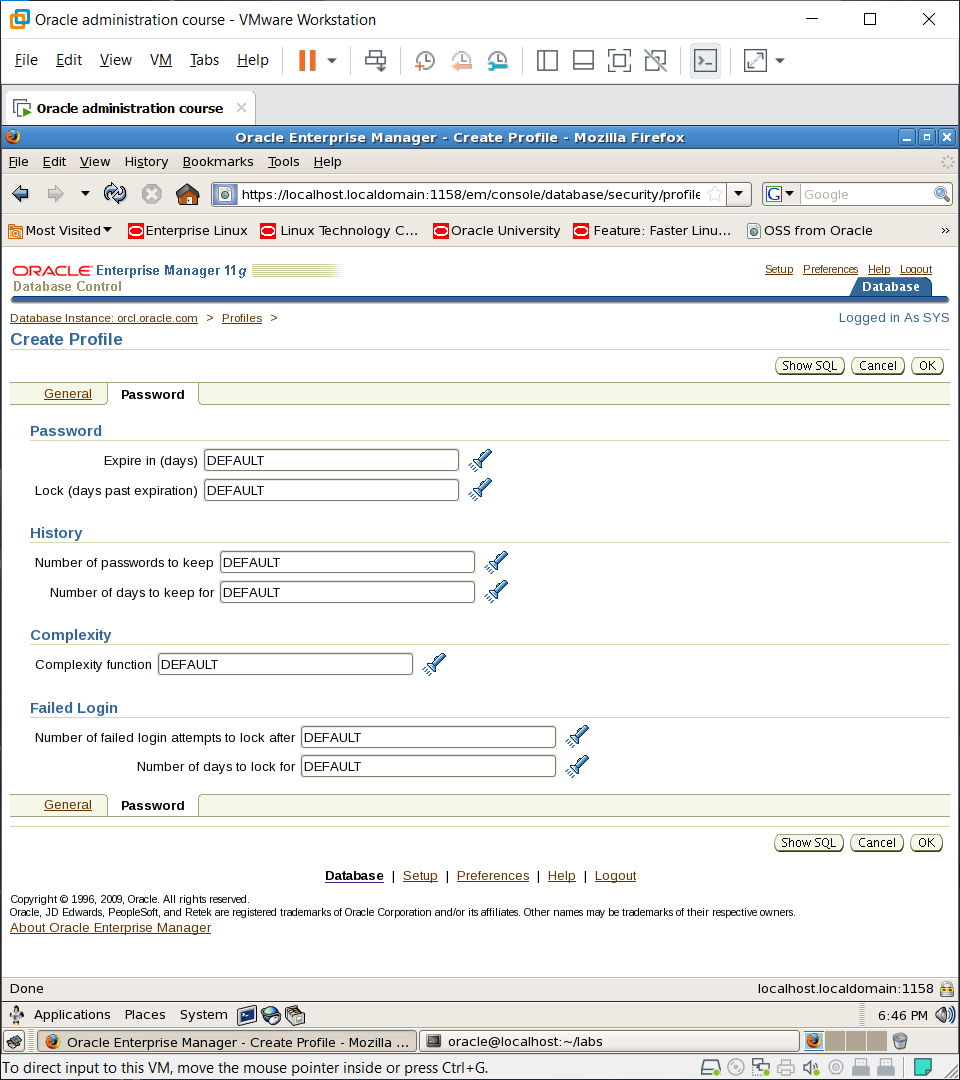 Oracle administration course - VMware Workstation
File Edit View VM Tabs Help
Oracle administration course
Oracle Enterprise Manager - Create Profile - Mozilla Firefox
File Edit View History Bookmarks Tools Help
https://localhost.localdomain:1158/em/console/database/security/profile
G Google
Most Visited Enterprise Linux Linux Technology C... Oracle University Feature: Faster Linu... OSS from Oracle »
ORACLE Enterprise Manager 11g
Database Control
Setup Preferences Help Logout
Database
Database Instance: orcl.oracle.com > Profiles > Logged in As SYS
Create Profile
Show SQL Cancel OK
General Password
Password
Expire in (days) DEFAULT
Lock (days past expiration) DEFAULT
History
Number of passwords to keep DEFAULT
Number of days to keep for DEFAULT
Complexity
Complexity function DEFAULT
Failed Login
Number of failed login attempts to lock after DEFAULT
Number of days to lock for DEFAULT
General Password
Show SQL Cancel OK
Database | Setup | Preferences | Help | Logout
Copyright © 1996, 2009, Oracle. All rights reserved.
Oracle, JD Edwards, PeopleSoft, and Retek are registered trademarks of Oracle Corporation and/or its affiliates. Other names may be trademarks of their respective owners.
About Oracle Enterprise Manager
Done localhost.localdomain:1158
Applications Places System 6:46 PM
Oracle Enterprise Manager - Create Profile - Mozilla ... oracle@localhost:~/labs
To direct input to this VM, move the mouse pointer inside or press Ctrl+G.